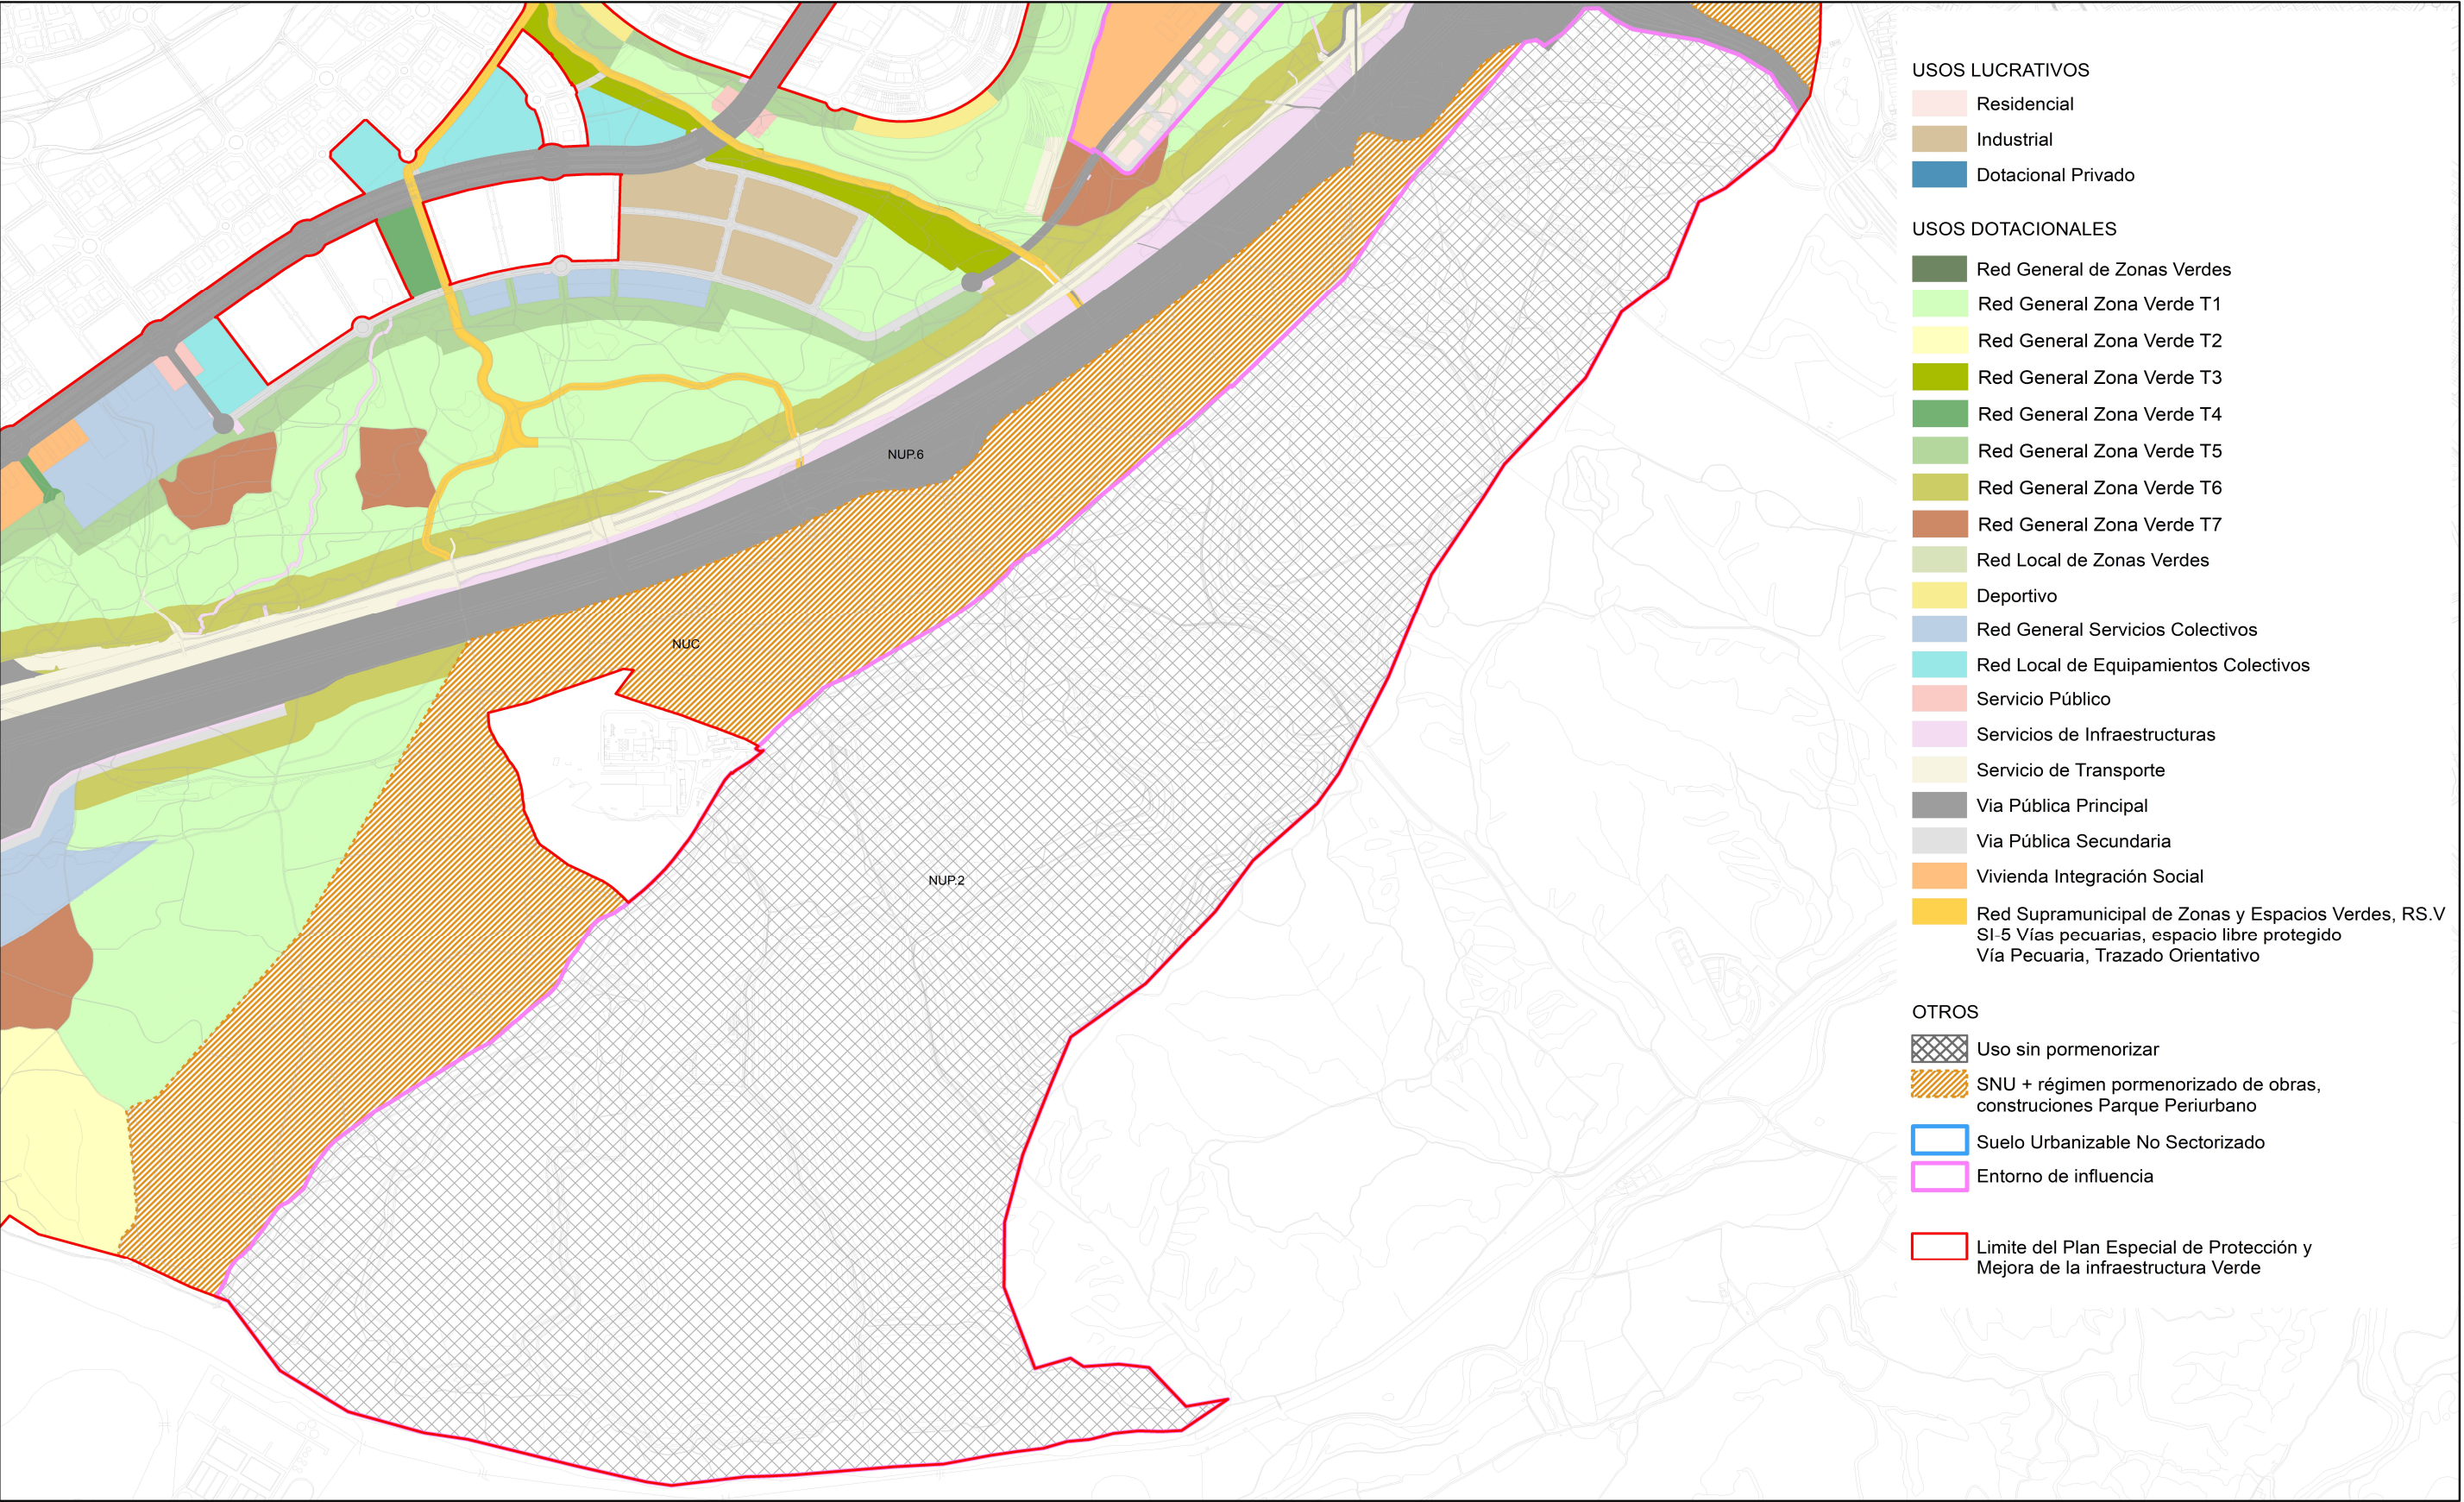 NUP.6
NUC
NUP.2
USOS LUCRATIVOS
Residencial
Industrial
Dotacional Privado
USOS DOTACIONALES
Red General de Zonas Verdes
Red General Zona Verde T1
Red General Zona Verde T2
Red General Zona Verde T3
Red General Zona Verde T4
Red General Zona Verde T5
Red General Zona Verde T6
Red General Zona Verde T7
Red Local de Zonas Verdes
Deportivo
Red General Servicios Colectivos
Red Local de Equipamientos Colectivos
Servicio Público
Servicios de Infraestructuras
Servicio de Transporte
Via Pública Principal
Via Pública Secundaria
Vivienda Integración Social
Red Supramunicipal de Zonas y Espacios Verdes, RS.V
SI-5 Vías pecuarias, espacio libre protegido
Vía Pecuaria, Trazado Orientativo
OTROS
Uso sin pormenorizar
SNU + régimen pormenorizado de obras,
construciones Parque Periurbano
Suelo Urbanizable No Sectorizado
Entorno de influencia
Limite del Plan Especial de Protección y
Mejora de la infraestructura Verde